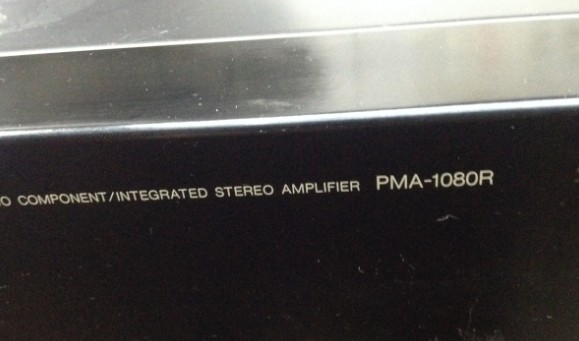 O COMPONENT/INTEGRATED STEREO AMPLIFIER PMA-1080R